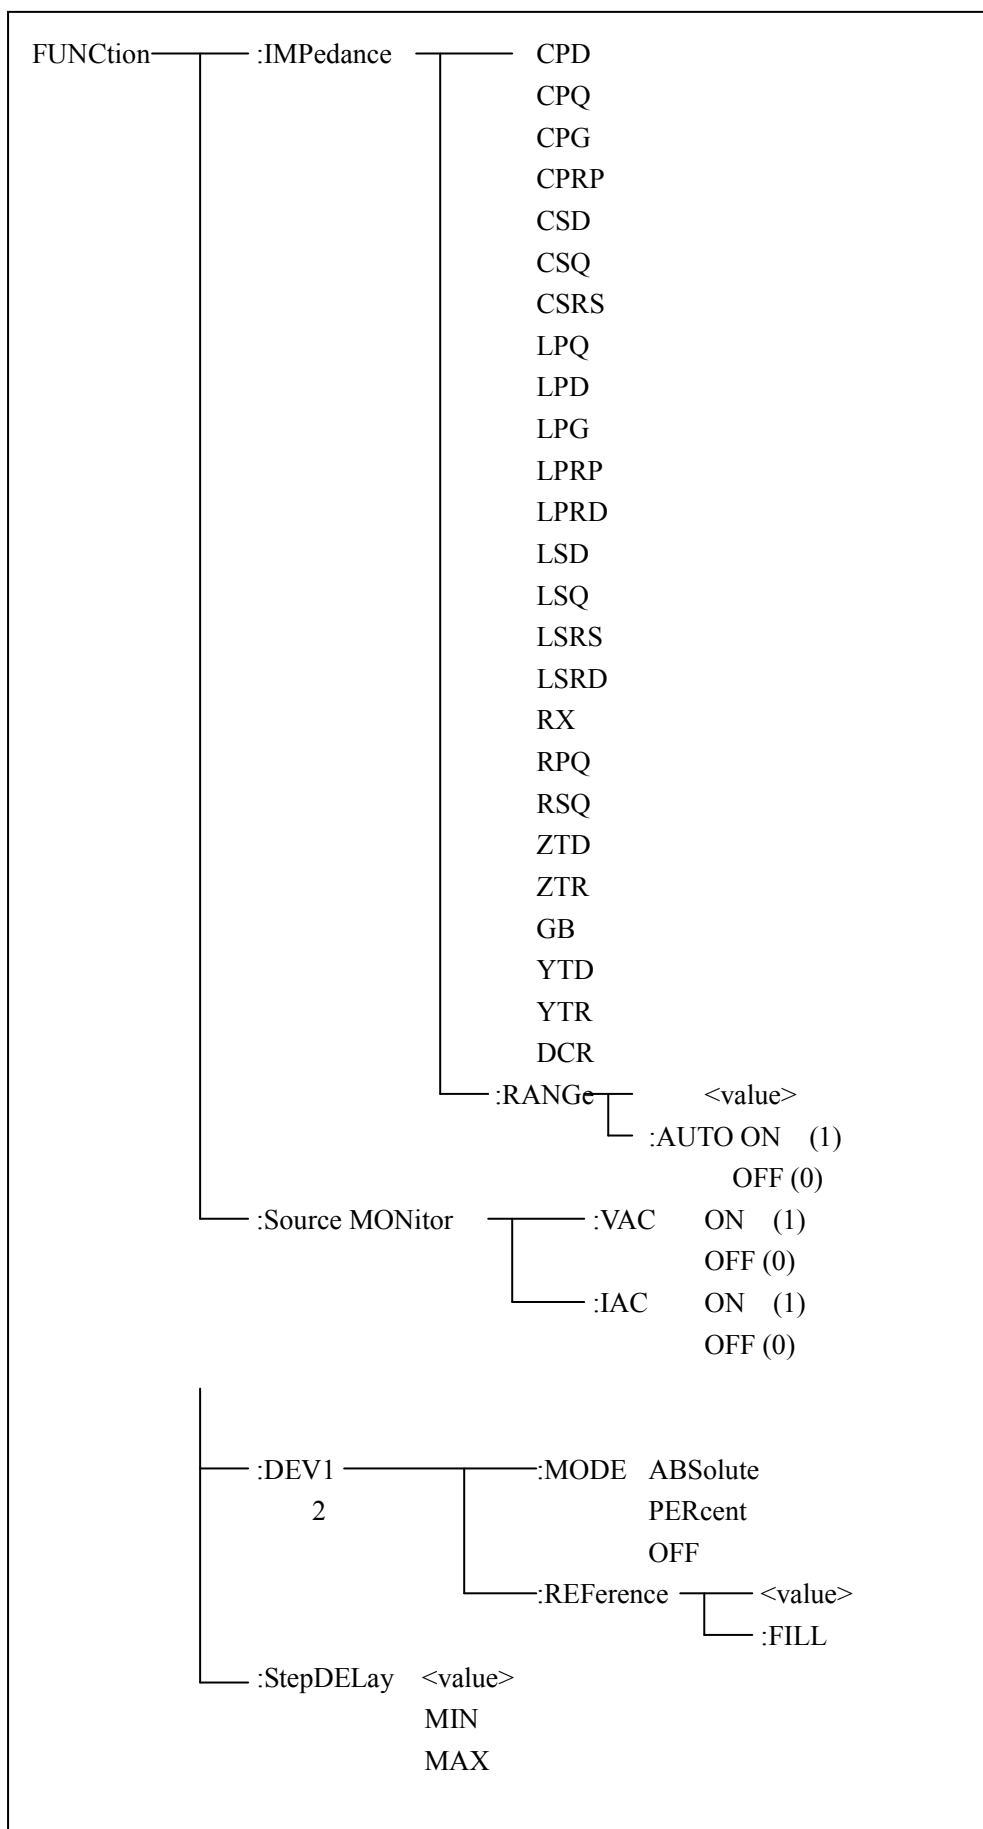 FUNCtion :IMPedance CPD
CPQ
CPG
CPRP
CSD
CSQ
CSRS
LPQ
LPD
LPG
LPRP
LPRD
LSD
LSQ
LSRS
LSRD
RX
RPQ
RSQ
ZTD
ZTR
GB
YTD
YTR
DCR
:RANGe <value>
:AUTO ON (1)
OFF (0)
:Source MONitor :VAC ON (1)
OFF (0)
:IAC ON (1)
OFF (0)
:DEV1 :MODE ABSolute
2 PERcent
OFF
:REFerence <value>
:FILL
:StepDELay <value>
MIN
MAX